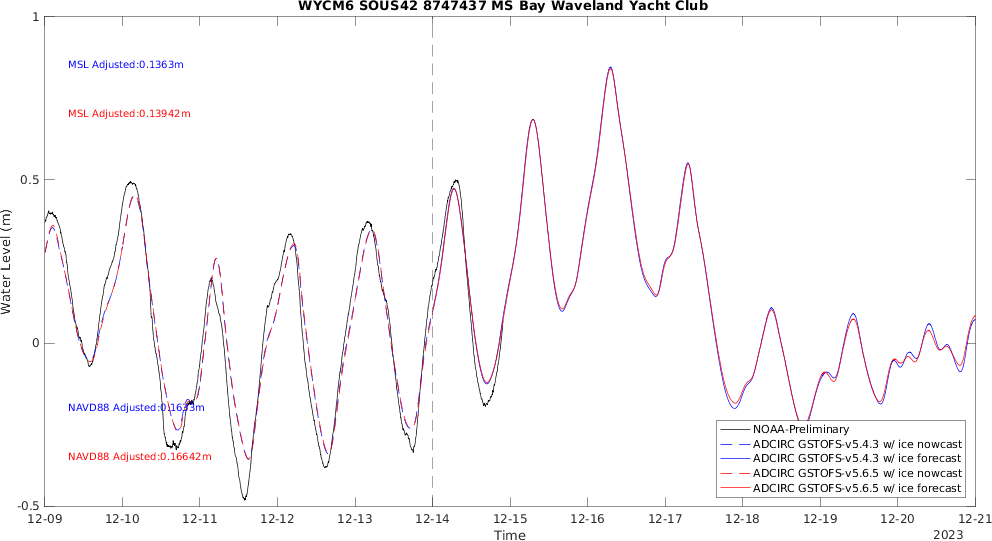 WYCM6 SOUS42 8747437 MS Bay Waveland Yacht Club
1
0.5
0
-0.5
Water Level (m)
MSL Adjusted:0.1363m
MSL Adjusted:0.13942m
NAVD88 Adjusted:0.1633m
NAVD88 Adjusted:0.16642m
NOAA-Preliminary
ADCIRC GSTOFS-v5.4.3 w/ ice nowcast
ADCIRC GSTOFS-v5.4.3 w/ ice forecast
ADCIRC GSTOFS-v5.6.5 w/ ice nowcast
ADCIRC GSTOFS-v5.6.5 w/ ice forecast
12-09 12-10 12-11 12-12 12-13 12-14 12-15 12-16 12-17 12-18 12-19 12-20 12-21
Time
2023